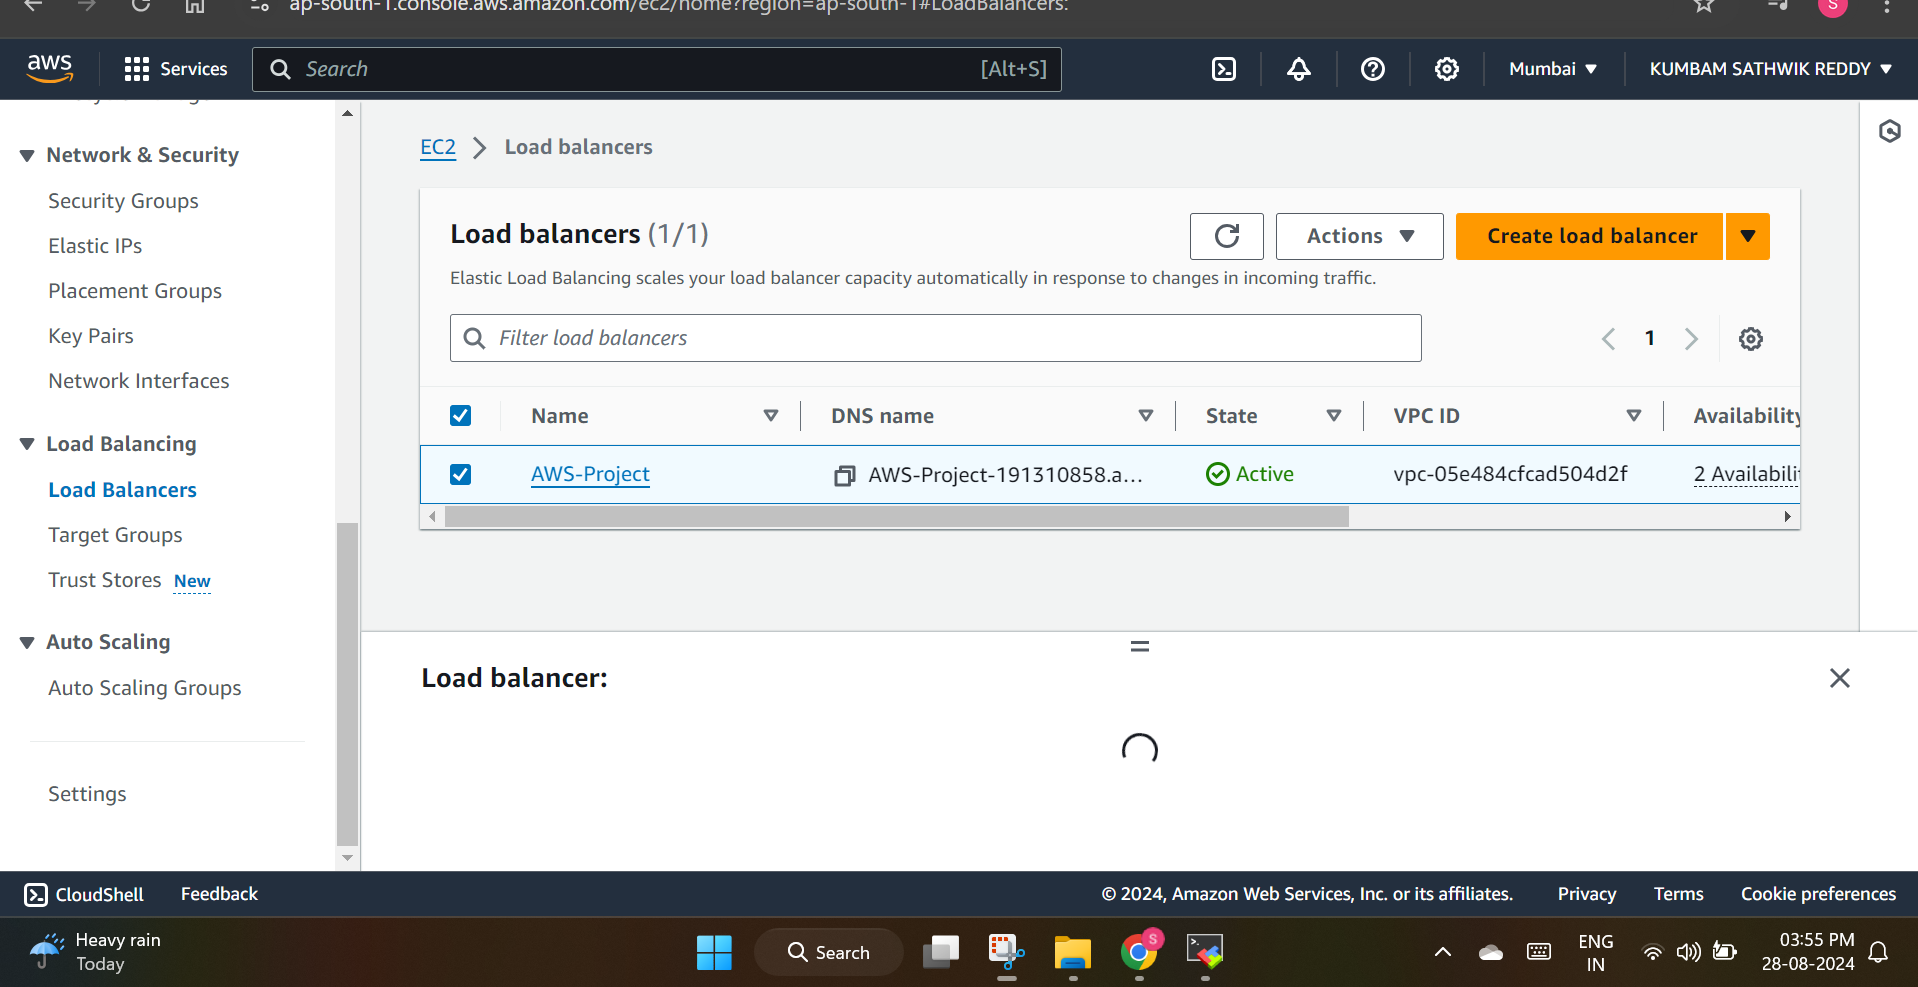 ap-south-1.console.aws.amazon.com/ec2/home?region=ap-south-1#LoadBalancers:
S
aws
Services
Search
[Alt+S]
Mumbai
KUMBAM SATHWIK REDDY
Network & Security
Security Groups
Elastic IPs
Placement Groups
Key Pairs
Network Interfaces
Load Balancing
Load Balancers
Target Groups
Trust Stores New
Auto Scaling
Auto Scaling Groups
Settings
EC2
Load balancers
Load balancers (1/1)
Actions
Create load balancer
Elastic Load Balancing scales your load balancer capacity automatically in response to changes in incoming traffic.
Filter load balancers
1
Name
DNS name
State
VPC ID
Availability
AWS-Project
AWS-Project-191310858.a...
Active
vpc-05e484cfcad504d2f
2 Availabili
Load balancer:
CloudShell
Feedback
© 2024, Amazon Web Services, Inc. or its affiliates.
Privacy
Terms
Cookie preferences
Heavy rain
Today
Search
S
ENG
IN
03:55 PM
28-08-2024